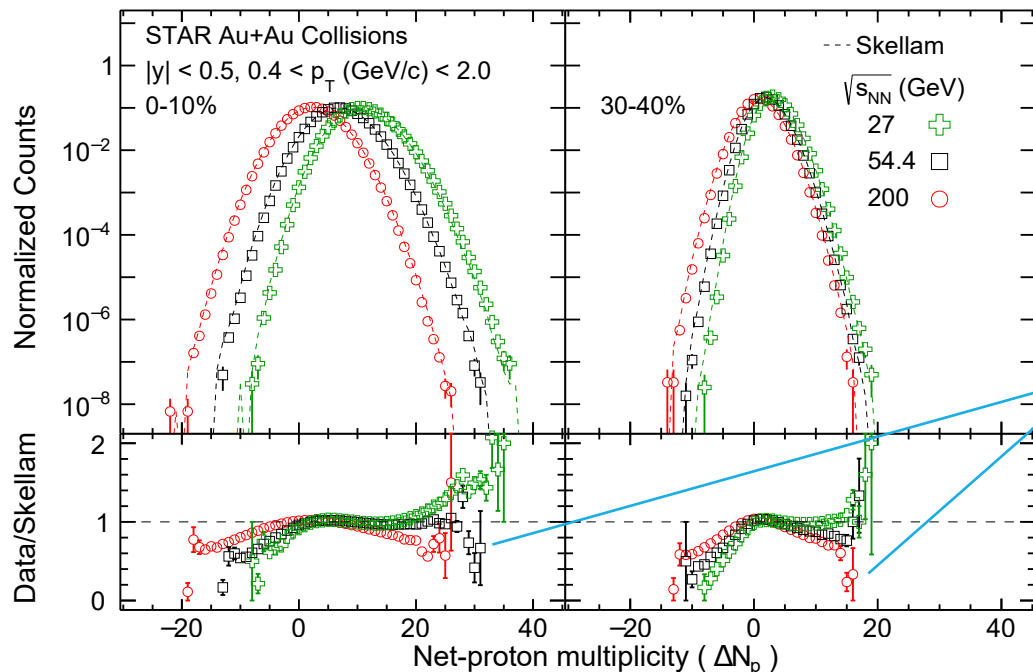 STAR Au+Au Collisions
|y| < 0.5, 0.4 < p_T (GeV/c) < 2.0
0-10%
30-40%
Skellam
√s_NN (GeV)
27
54.4
200
Normalized Counts
1
10^−2
10^−4
10^−6
10^−8
Data/Skellam
2
1
0
−20 0 20 40
−20 0 20 40
Net-proton multiplicity ( ΔN_p )